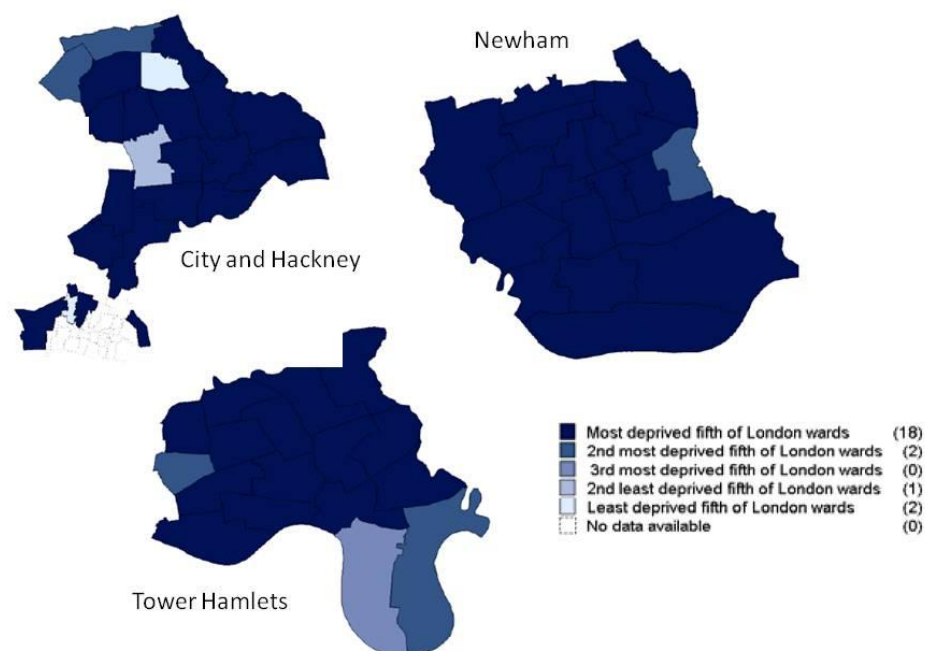 Newham
City and Hackney
Tower Hamlets
Most deprived fifth of London wards (18)
2nd most deprived fifth of London wards (2)
3rd most deprived fifth of London wards (0)
2nd least deprived fifth of London wards (1)
Least deprived fifth of London wards (2)
No data available (0)